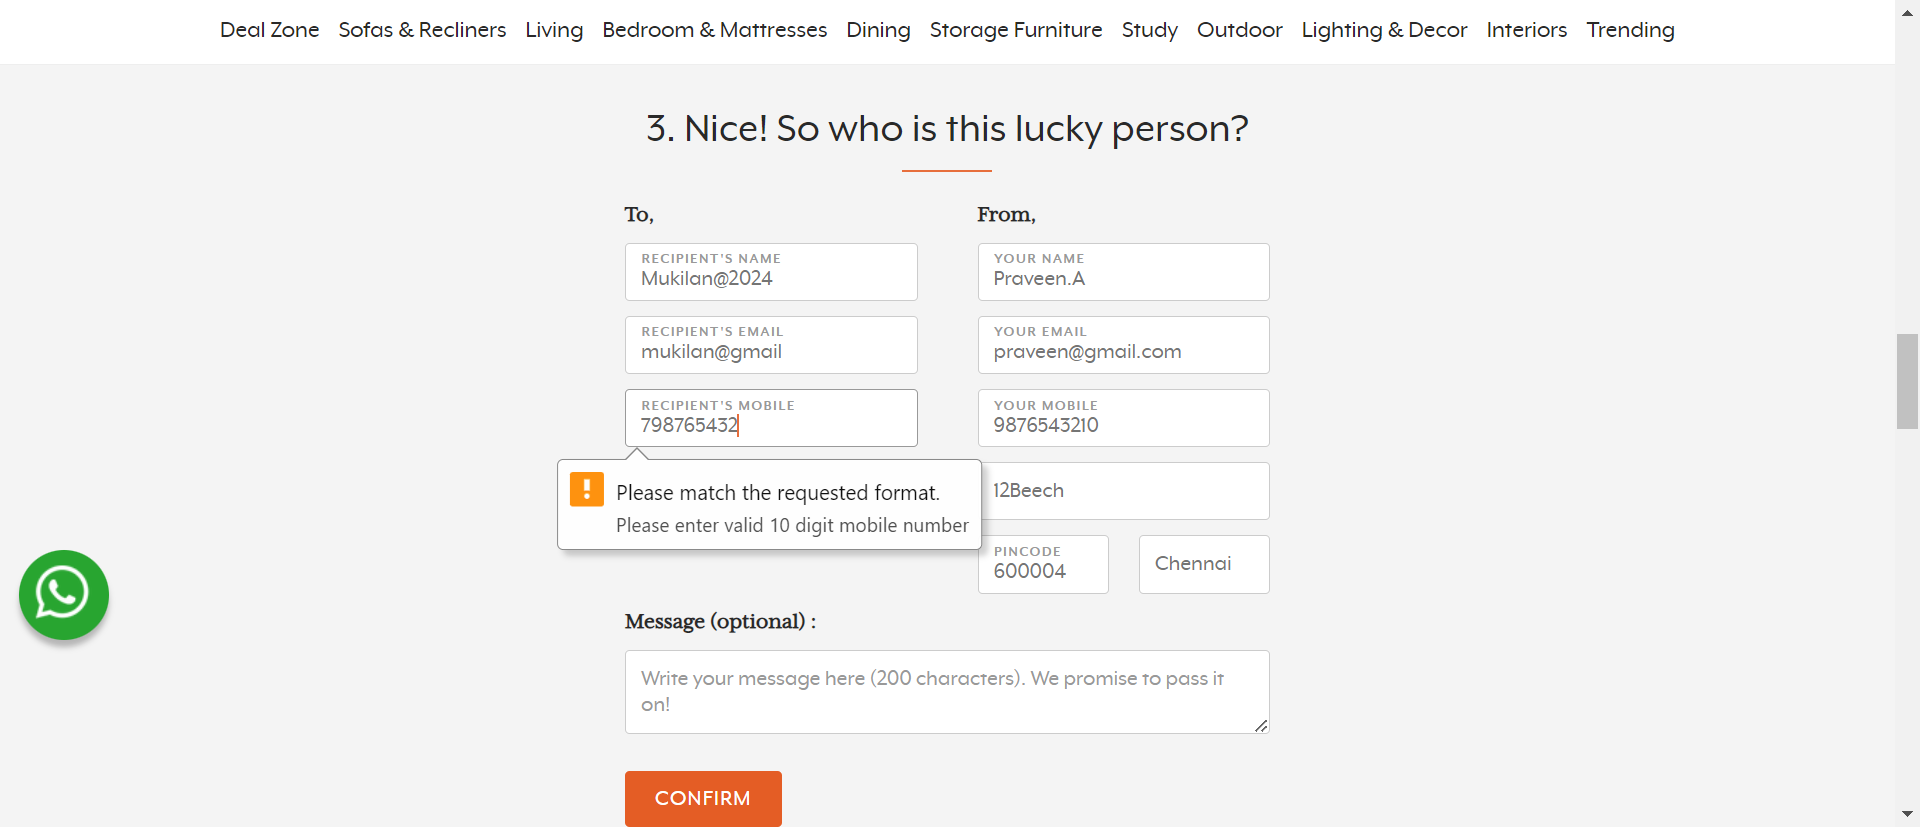 Deal Zone Sofas & Recliners Living Bedroom & Mattresses Dining Storage Furniture Study Outdoor Lighting & Decor Interiors Trending
3. Nice! So who is this lucky person?
To,
From,
RECIPIENT'S NAME
Mukilan@2024
YOUR NAME
Praveen.A
RECIPIENT'S EMAIL
mukilan@gmail
YOUR EMAIL
praveen@gmail.com
RECIPIENT'S MOBILE
798765432
YOUR MOBILE
9876543210
Please match the requested format.
Please enter valid 10 digit mobile number
12Beech
PINCODE
600004
Chennai
Message (optional) :
Write your message here (200 characters). We promise to pass it
on!
CONFIRM